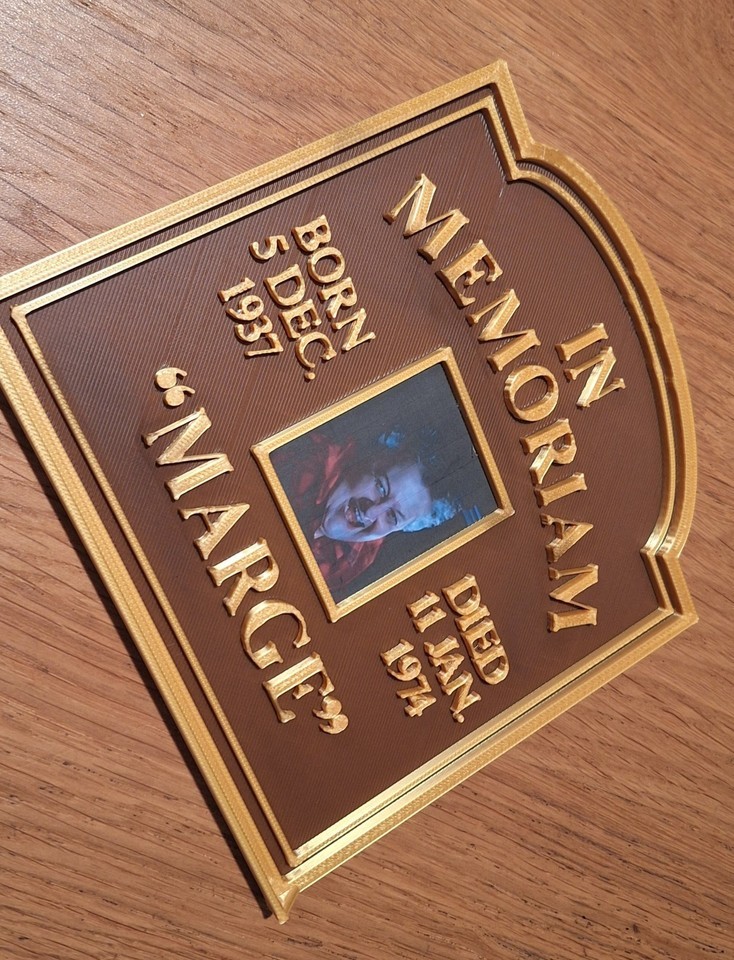 IN
MEMORIAM
BORN
5 DEC.
1937
DIED
11 JAN.
1974
“MARGE”